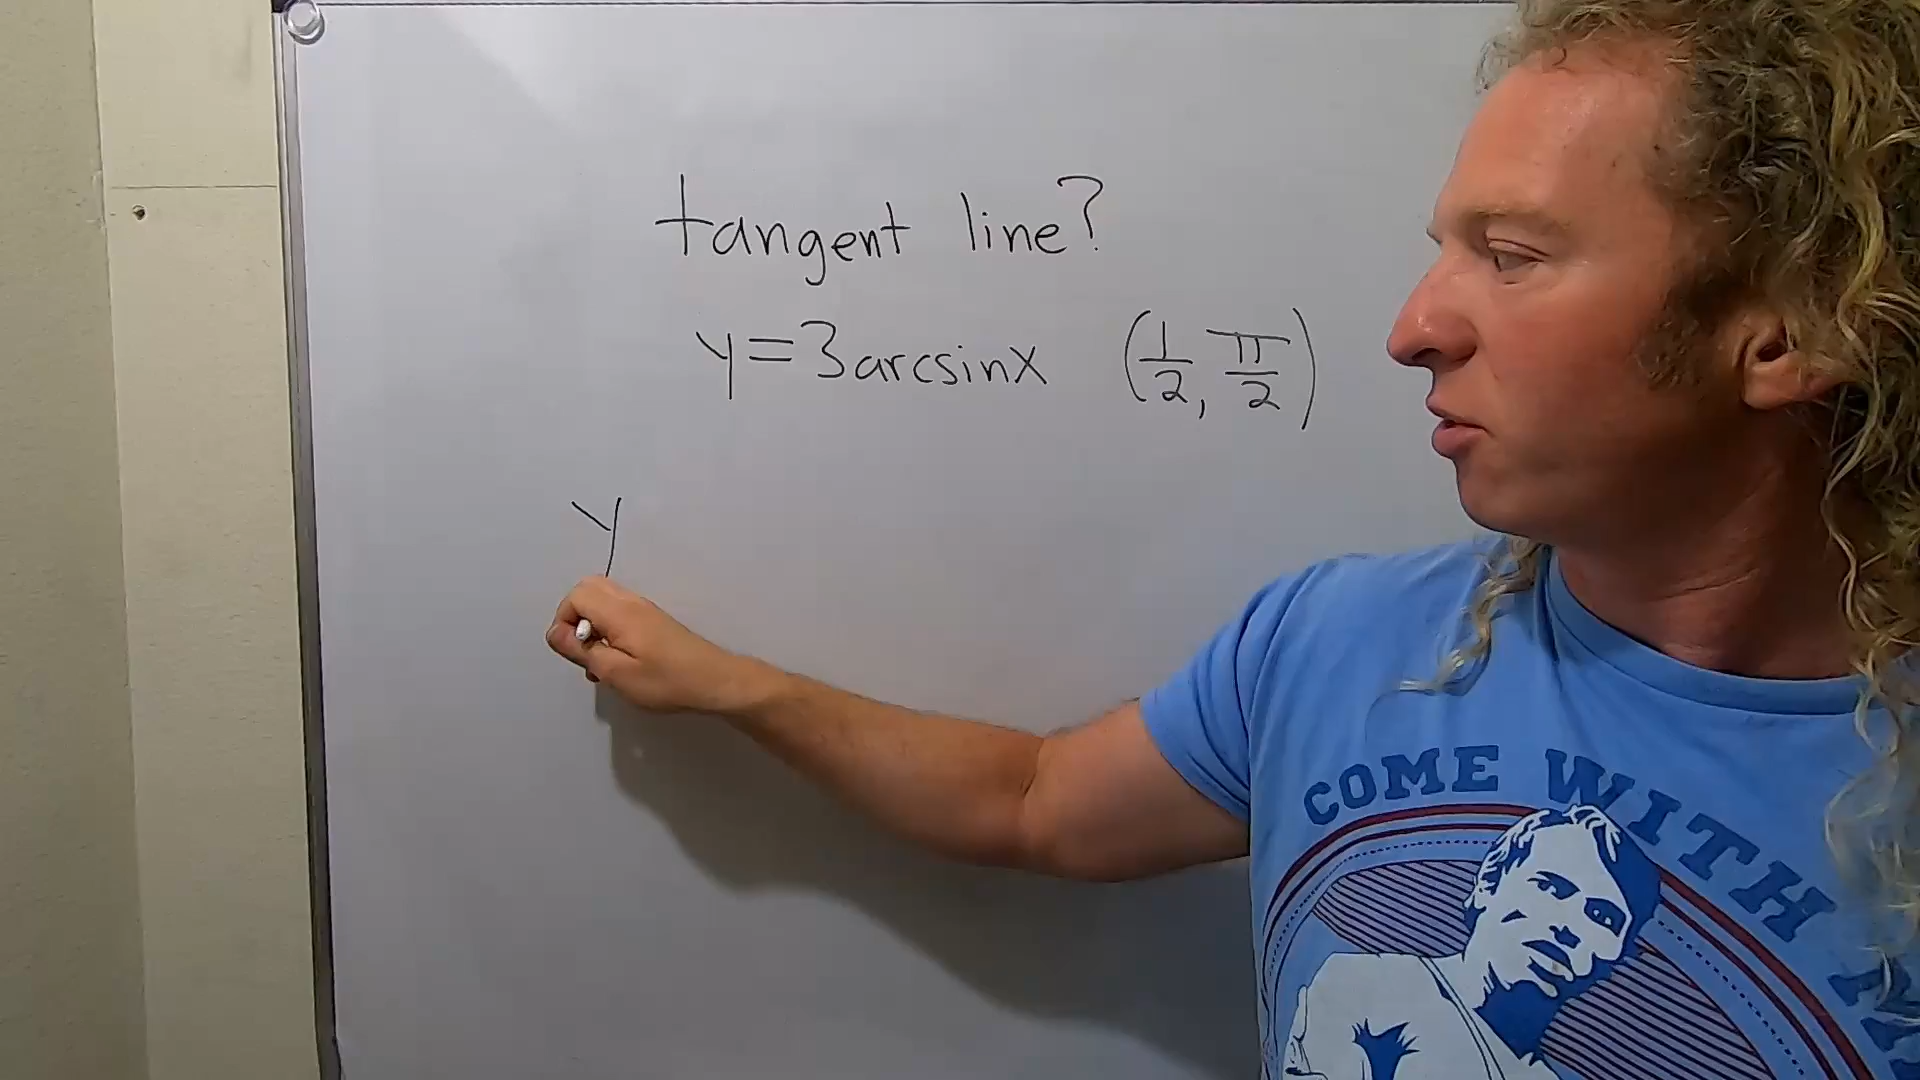 tangent line?
y=3arcsinx (1/2, π/2)
y
COME WITH